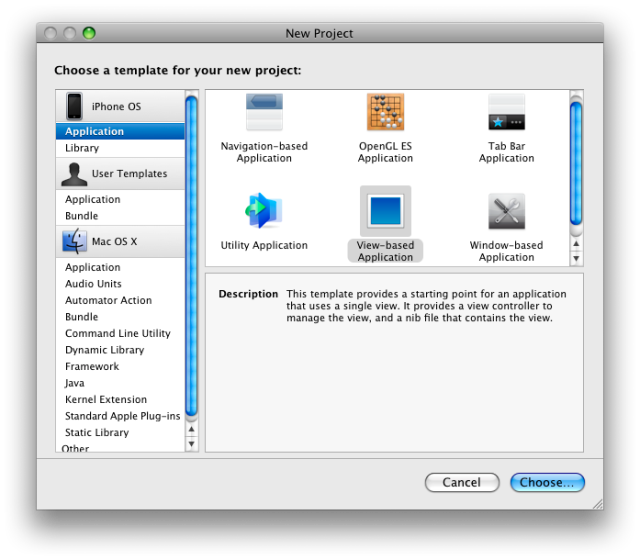 New Project
Choose a template for your new project:
iPhone OS
Application
Library
User Templates
Application
Bundle
Mac OS X
Application
Audio Units
Automator Action
Bundle
Command Line Utility
Dynamic Library
Framework
Java
Kernel Extension
Standard Apple Plug-ins
Static Library
Other
Navigation-based
Application
OpenGL ES
Application
Tab Bar
Application
Utility Application
View-based
Application
Window-based
Application
Description This template provides a starting point for an application
that uses a single view. It provides a view controller to
manage the view, and a nib file that contains the view.
Cancel
Choose...